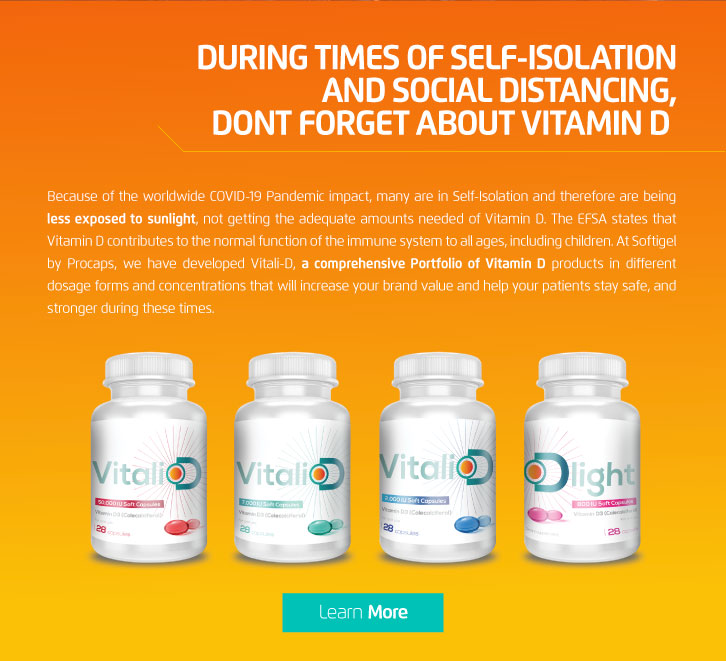 DURING TIMES OF SELF-ISOLATION
AND SOCIAL DISTANCING,
DONT FORGET ABOUT VITAMIN D
Because of the worldwide COVID-19 Pandemic impact, many are in Self-Isolation and therefore are being
less exposed to sunlight, not getting the adequate amounts needed of Vitamin D. The EFSA states that
Vitamin D contributes to the normal function of the immune system to all ages, including children. At Softigel
by Procaps, we have developed Vitali-D, a comprehensive Portfolio of Vitamin D products in different
dosage forms and concentrations that will increase your brand value and help your patients stay safe, and
stronger during these times.
Vitali D
50,000 IU Soft Capsules
Vitamin D3 (Colecalciferol)
28 capsules
Vitali D
7,000 IU Soft Capsules
Vitamin D3 (Colecalciferol)
28 capsules
Vitali D
2,000 IU Soft Capsules
Vitamin D3 (Colecalciferol)
28 capsules
Dlight
800 IU Soft Capsules
Vitamin D3 (Colecalciferol)
28
Learn More